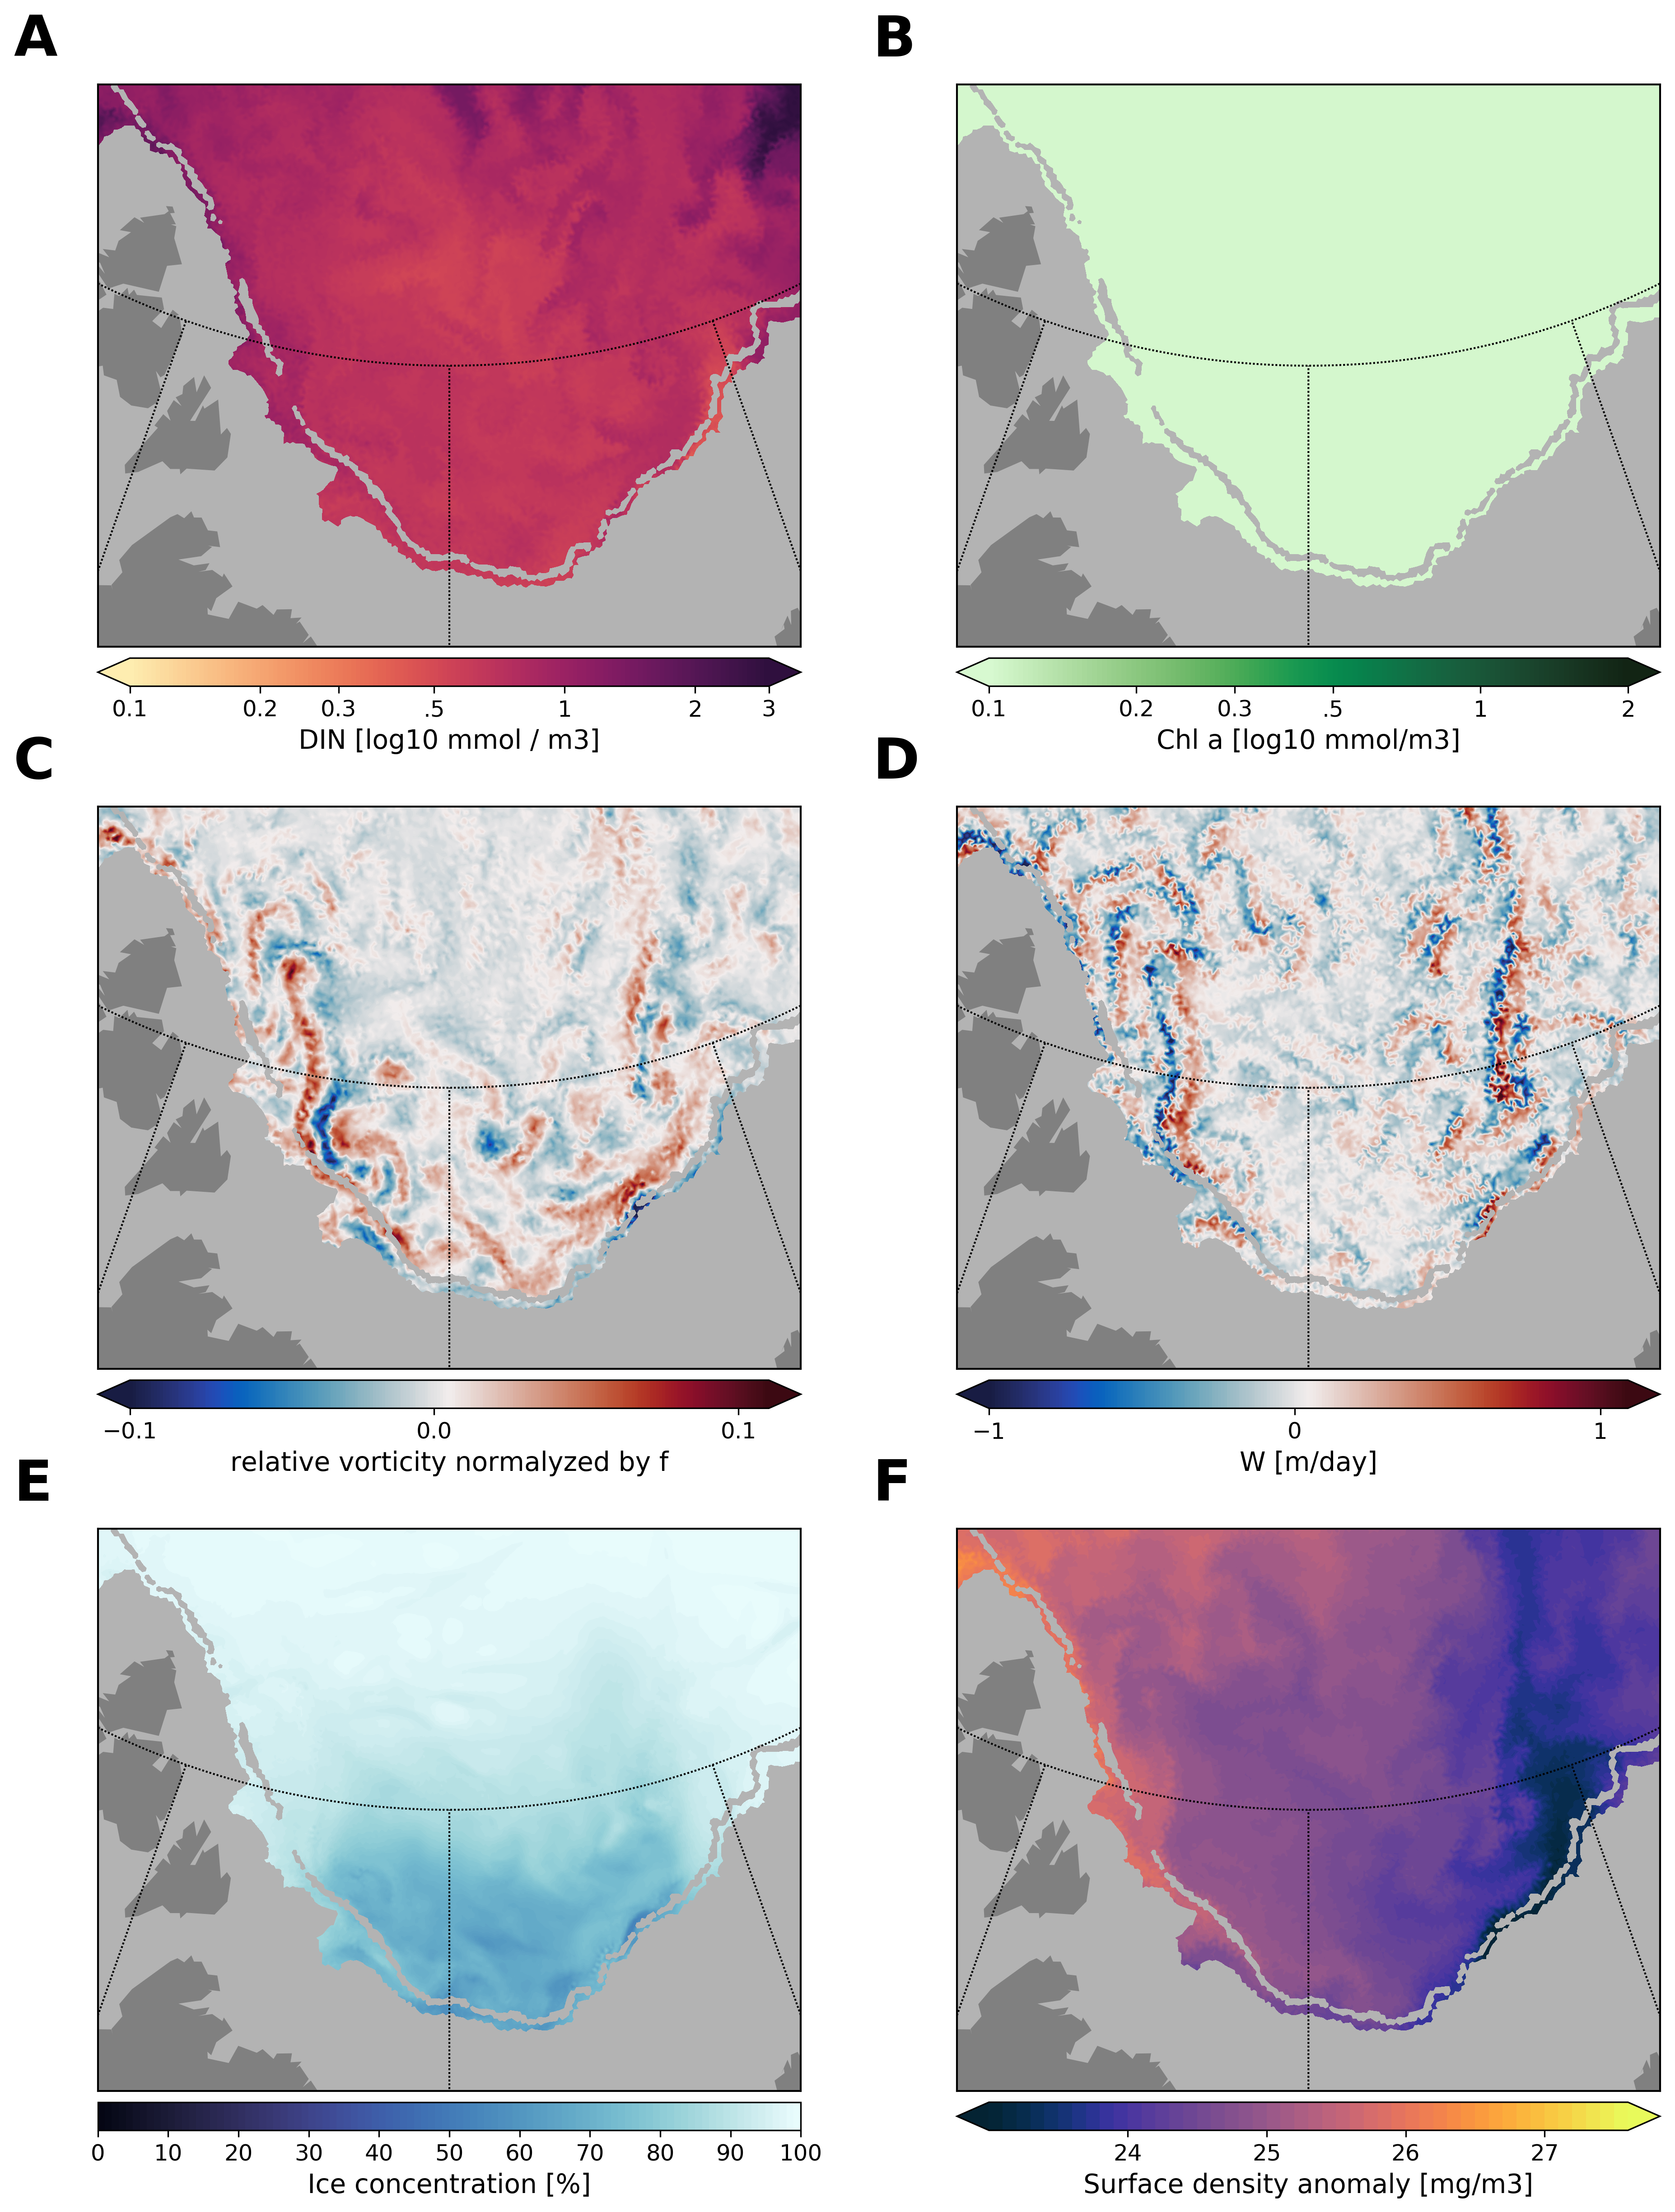 A
B
0.1 0.2 0.3 .5 1 2 3
DIN [log10 mmol / m3]
0.1 0.2 0.3 .5 1 2
Chl a [log10 mmol/m3]
C
D
−0.1 0.0 0.1
relative vorticity normalyzed by f
−1 0 1
W [m/day]
E
F
0 10 20 30 40 50 60 70 80 90 100
Ice concentration [%]
24 25 26 27
Surface density anomaly [mg/m3]